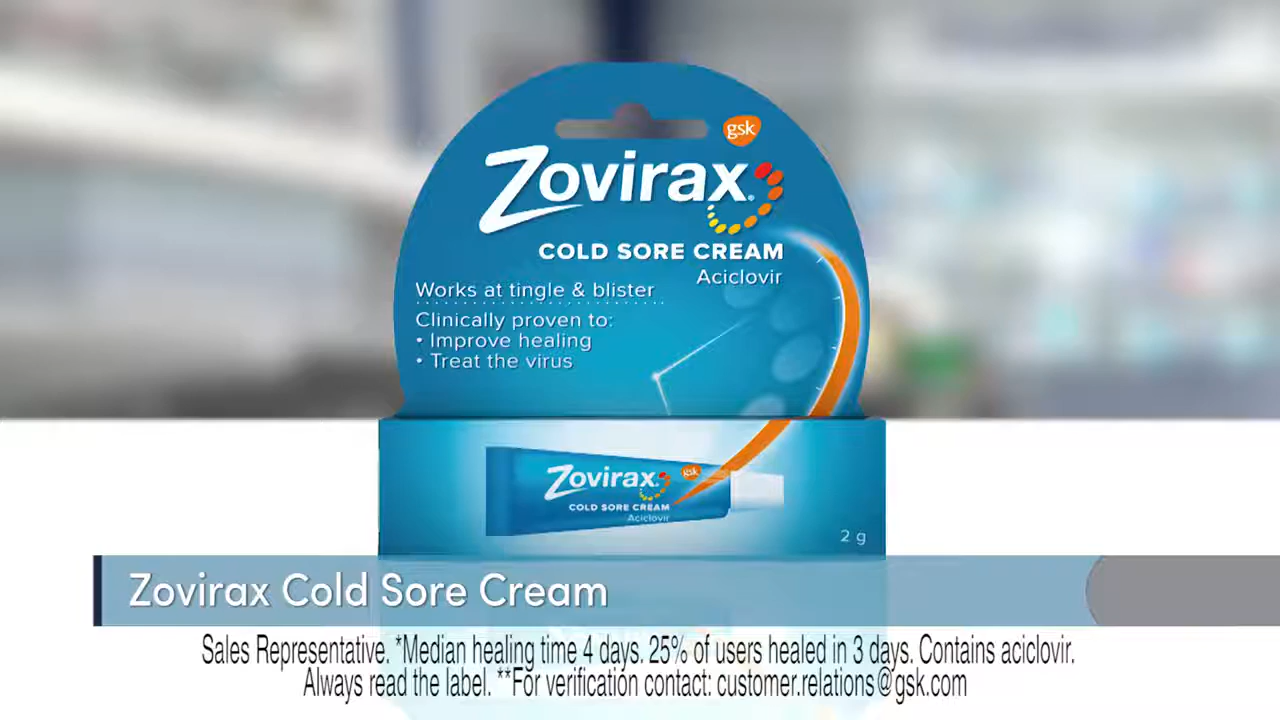 gsk
Zovirax®
COLD SORE CREAM
Aciclovir
Works at tingle & blister
Clinically proven to:
• Improve healing
• Treat the virus
Zovirax
gsk
COLD SORE CREAM
Aciclovir
2 g
Zovirax Cold Sore Cream
Sales Representative. *Median healing time 4 days. 25% of users healed in 3 days. Contains aciclovir.
Always read the label. **For verification contact: customer.relations@gsk.com